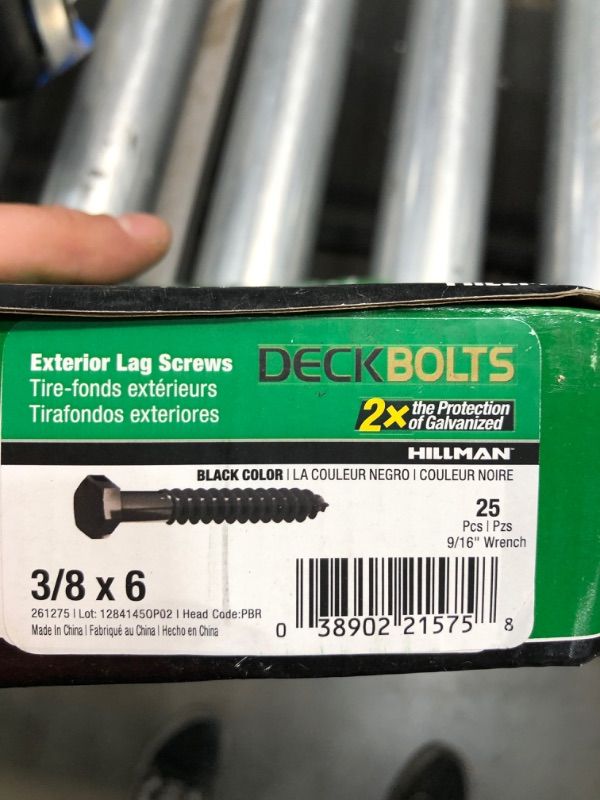 Exterior Lag Screws
Tire-fonds extérieurs
Tirafondos exteriores
DECKBOLTS
2x the Protection
of Galvanized
HILLMAN
BLACK COLOR | LA COULEUR NEGRO | COULEUR NOIRE
25
Pcs | Pzs
9/16" Wrench
3/8 x 6
261275 | Lot: 12841450P02 | Head Code:PBR
Made In China | Fabriqué au China | Hecho en China
0 38902 21575 8